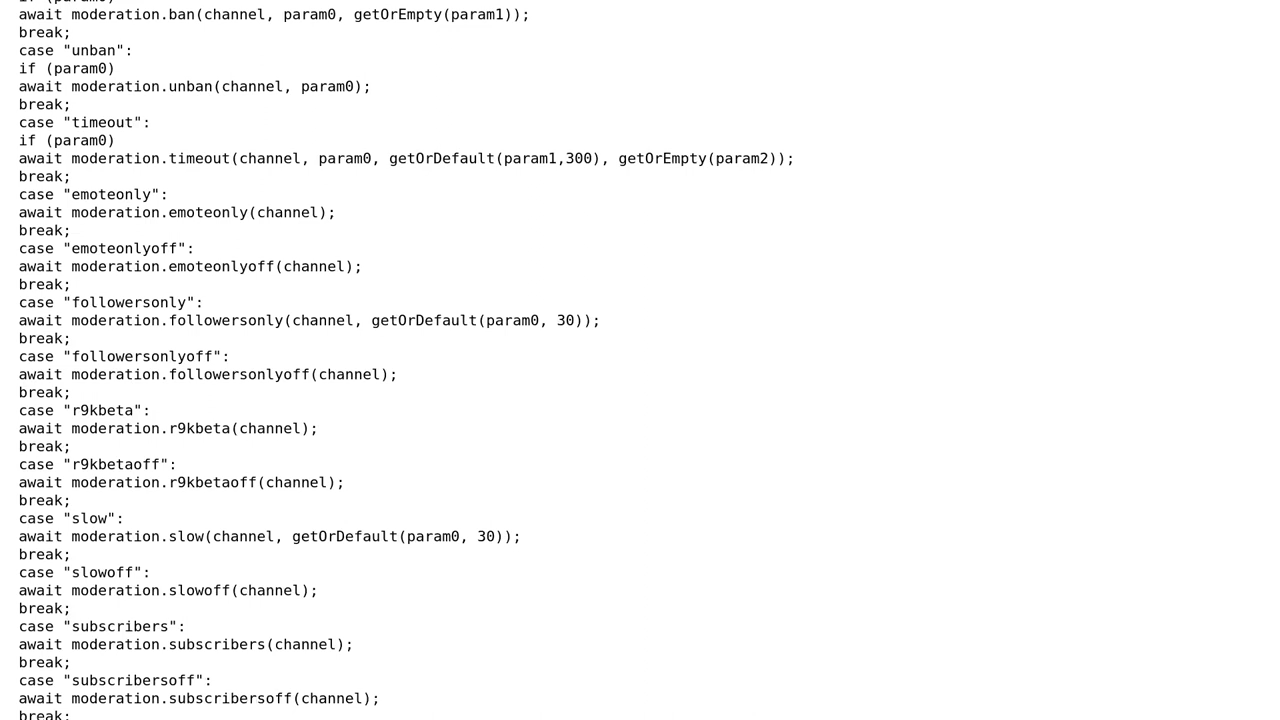 if (param0)
await moderation.ban(channel, param0, getOrEmpty(param1));
break;
case "unban":
if (param0)
await moderation.unban(channel, param0);
break;
case "timeout":
if (param0)
await moderation.timeout(channel, param0, getOrDefault(param1,300), getOrEmpty(param2));
break;
case "emoteonly":
await moderation.emoteonly(channel);
break;
case "emoteonlyoff":
await moderation.emoteonlyoff(channel);
break;
case "followersonly":
await moderation.followersonly(channel, getOrDefault(param0, 30));
break;
case "followersonlyoff":
await moderation.followersonlyoff(channel);
break;
case "r9kbeta":
await moderation.r9kbeta(channel);
break;
case "r9kbetaoff":
await moderation.r9kbetaoff(channel);
break;
case "slow":
await moderation.slow(channel, getOrDefault(param0, 30));
break;
case "slowoff":
await moderation.slowoff(channel);
break;
case "subscribers":
await moderation.subscribers(channel);
break;
case "subscribersoff":
await moderation.subscribersoff(channel);
break;